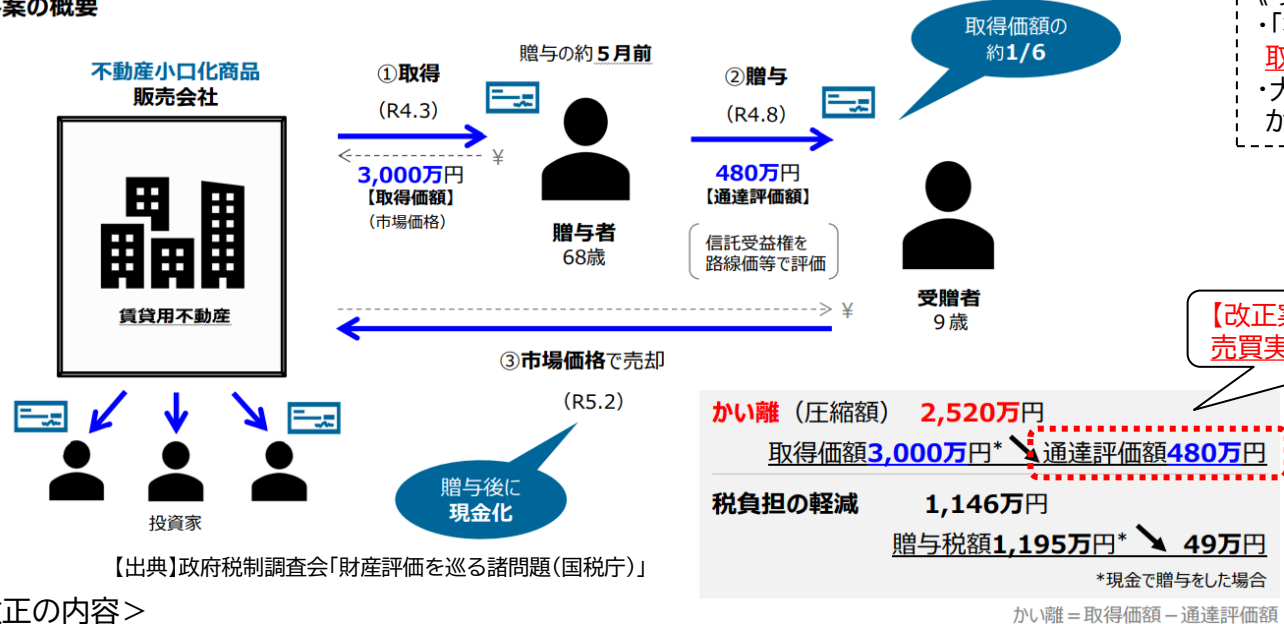 業の概要
不動産小口化商品
販売会社
賃貸用不動産
投資家
①取得
(R4.3)
¥
3,000万円
【取得価額】
(市場価格)
贈与の約5月前
贈与者
68歳
②贈与
(R4.8)
480万円
【通達評価額】
信託受益権を
路線価等で評価
取得価額の
約1/6
受贈者
9歳
¥
③市場価格で売却
(R5.2)
贈与後に
現金化
【出典】政府税制調査会「財産評価を巡る諸問題(国税庁)」
かい離(圧縮額) 2,520万円
取得価額3,000万円* 通達評価額480万円
税負担の軽減 1,146万円
贈与税額1,195万円* 49万円
*現金で贈与をした場合
かい離=取得価額-通達評価額
【改正
売買実
・「
取
・
か
正の内容>